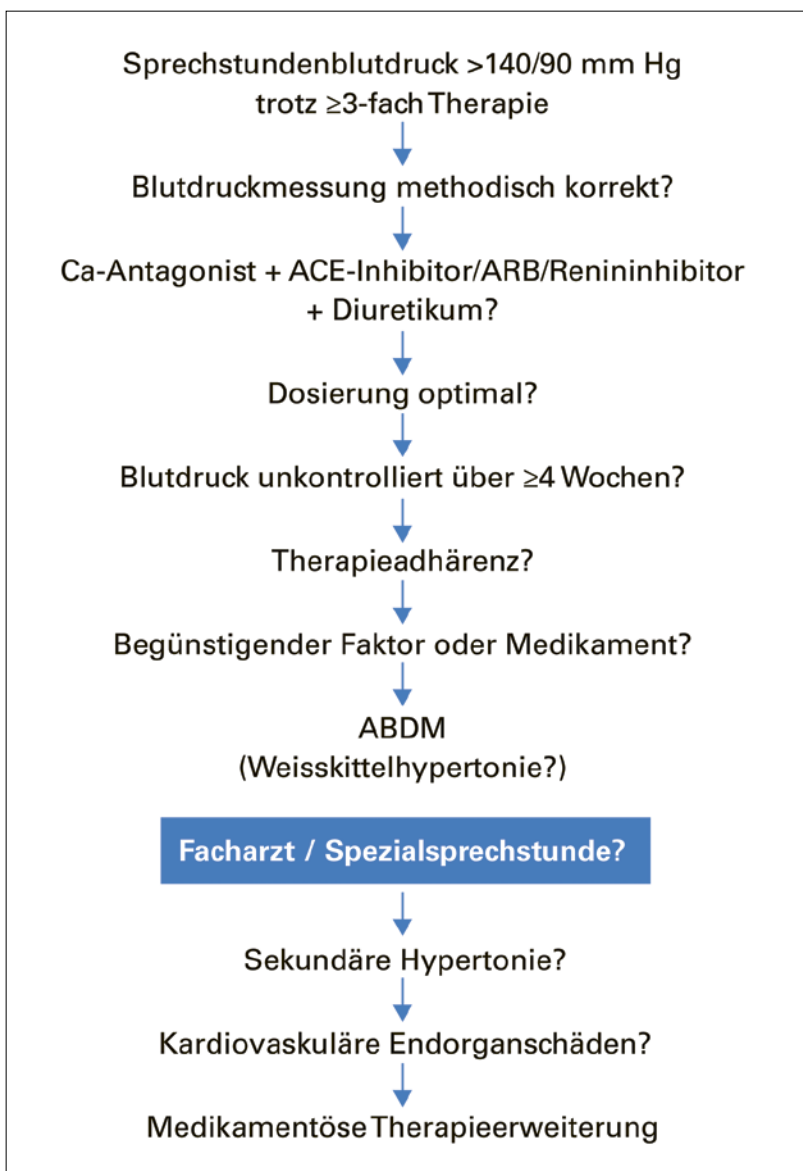 Sprechstundenblutdruck >140/90 mm Hg
trotz ≥3-fach Therapie
Blutdruckmessung methodisch korrekt?
Ca-Antagonist + ACE-Inhibitor/ARB/Renininhibitor
+ Diuretikum?
Dosierung optimal?
Blutdruck unkontrolliert über ≥4 Wochen?
Therapieadhärenz?
Begünstigender Faktor oder Medikament?
ABDM
(Weisskittelhypertonie?)
Facharzt / Spezialsprechstunde?
Sekundäre Hypertonie?
Kardiovaskuläre Endorganschäden?
Medikamentöse Therapieerweiterung